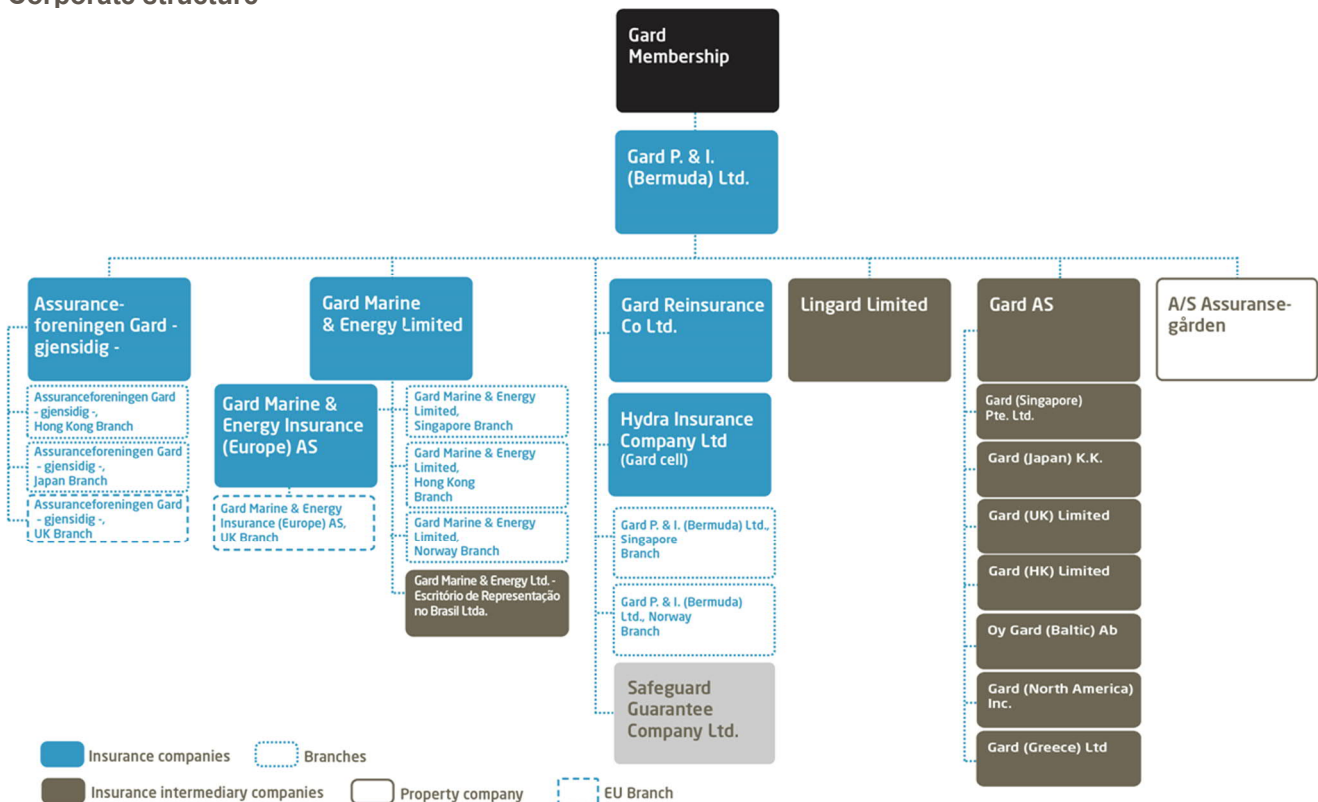 Corporate structure
Gard
Membership
Gard P. & I.
(Bermuda) Ltd.
Assurance-
foreningen Gard -
gjensidig -
Gard Marine
& Energy Limited
Gard Reinsurance
Co Ltd.
Lingard Limited
Gard AS
A/S Assuranse-
gården
Assuranceforeningen Gard
- gjensidig -,
Hong Kong Branch
Assuranceforeningen Gard
- gjensidig -,
Japan Branch
Assuranceforeningen Gard
- gjensidig -,
UK Branch
Gard Marine &
Energy Insurance
(Europe) AS
Gard Marine & Energy
Insurance (Europe) AS,
UK Branch
Gard Marine & Energy
Limited,
Singapore Branch
Gard Marine & Energy
Limited,
Hong Kong
Branch
Gard Marine & Energy
Limited,
Norway Branch
Gard Marine & Energy Ltd. -
Escritório de Representação
no Brasil Ltda.
Hydra Insurance
Company Ltd
(Gard cell)
Gard P. & I. (Bermuda) Ltd.,
Singapore
Branch
Gard P. & I. (Bermuda)
Ltd., Norway
Branch
Safeguard
Guarantee
Company Ltd.
Gard (Singapore)
Pte. Ltd.
Gard (Japan) K.K.
Gard (UK) Limited
Gard (HK) Limited
Oy Gard (Baltic) Ab
Gard (North America)
Inc.
Gard (Greece) Ltd
Insurance companies
Branches
Insurance intermediary companies
Property company
EU Branch